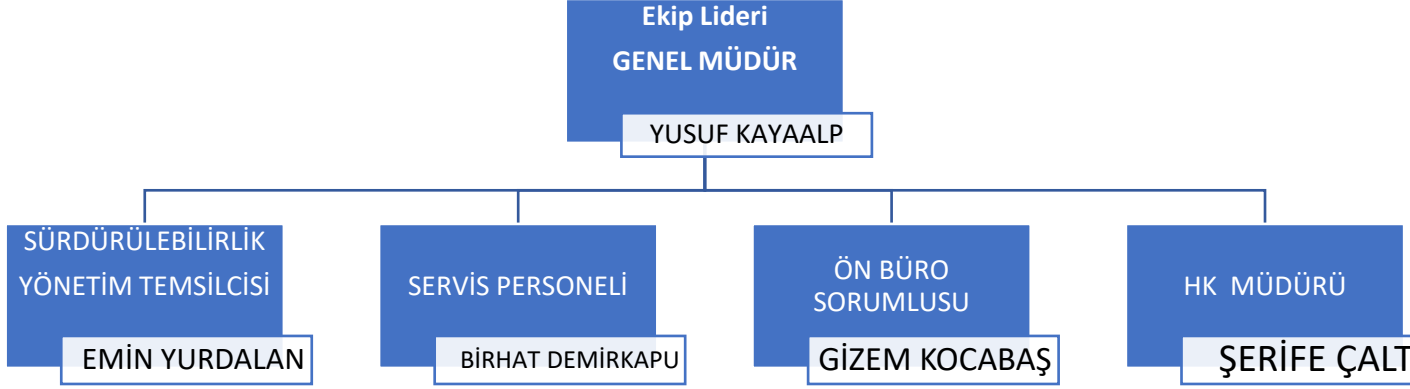 Ekip Lideri
GENEL MÜDÜR
YUSUF KAYAALP
SÜRDÜRÜLEBİLİRLİK
YÖNETİM TEMSİLCİSİ
EMİN YURDALAN
SERVİS PERSONELİ
BİRHAT DEMİRKAPU
ÖN BÜRO
SORUMLUSU
GİZEM KOCABAŞ
HK MÜDÜRÜ
ŞERİFE